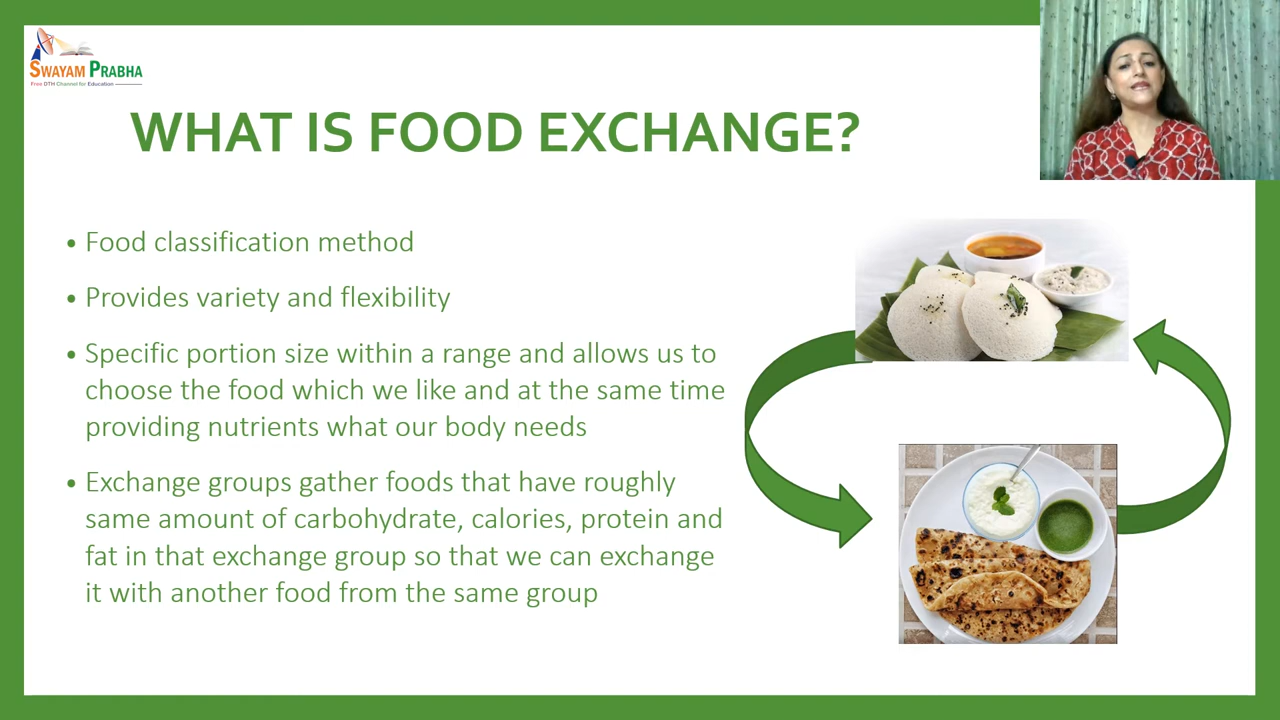 SWAYAM PRABHA
Free DTH Channel for Education
WHAT IS FOOD EXCHANGE?
• Food classification method
• Provides variety and flexibility
• Specific portion size within a range and allows us to
choose the food which we like and at the same time
providing nutrients what our body needs
• Exchange groups gather foods that have roughly
same amount of carbohydrate, calories, protein and
fat in that exchange group so that we can exchange
it with another food from the same group